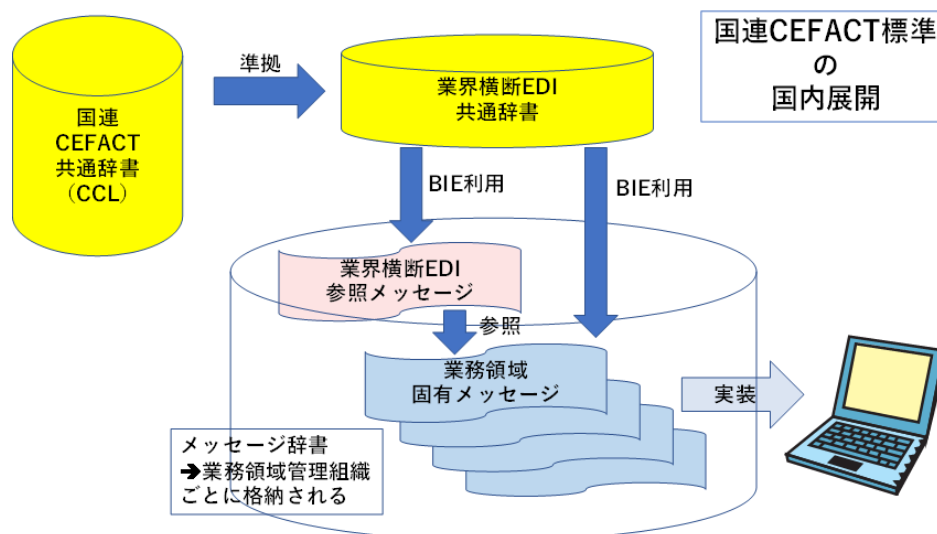 国連CEFACT標準
の
国内展開
準拠
業界横断EDI
共通辞書
国連
CEFACT
共通辞書
（CCL）
BIE利用
BIE利用
業界横断EDI
参照メッセージ
参照
業務領域
固有メッセージ
実装
メッセージ辞書
➔業務領域管理組織
ごとに格納される